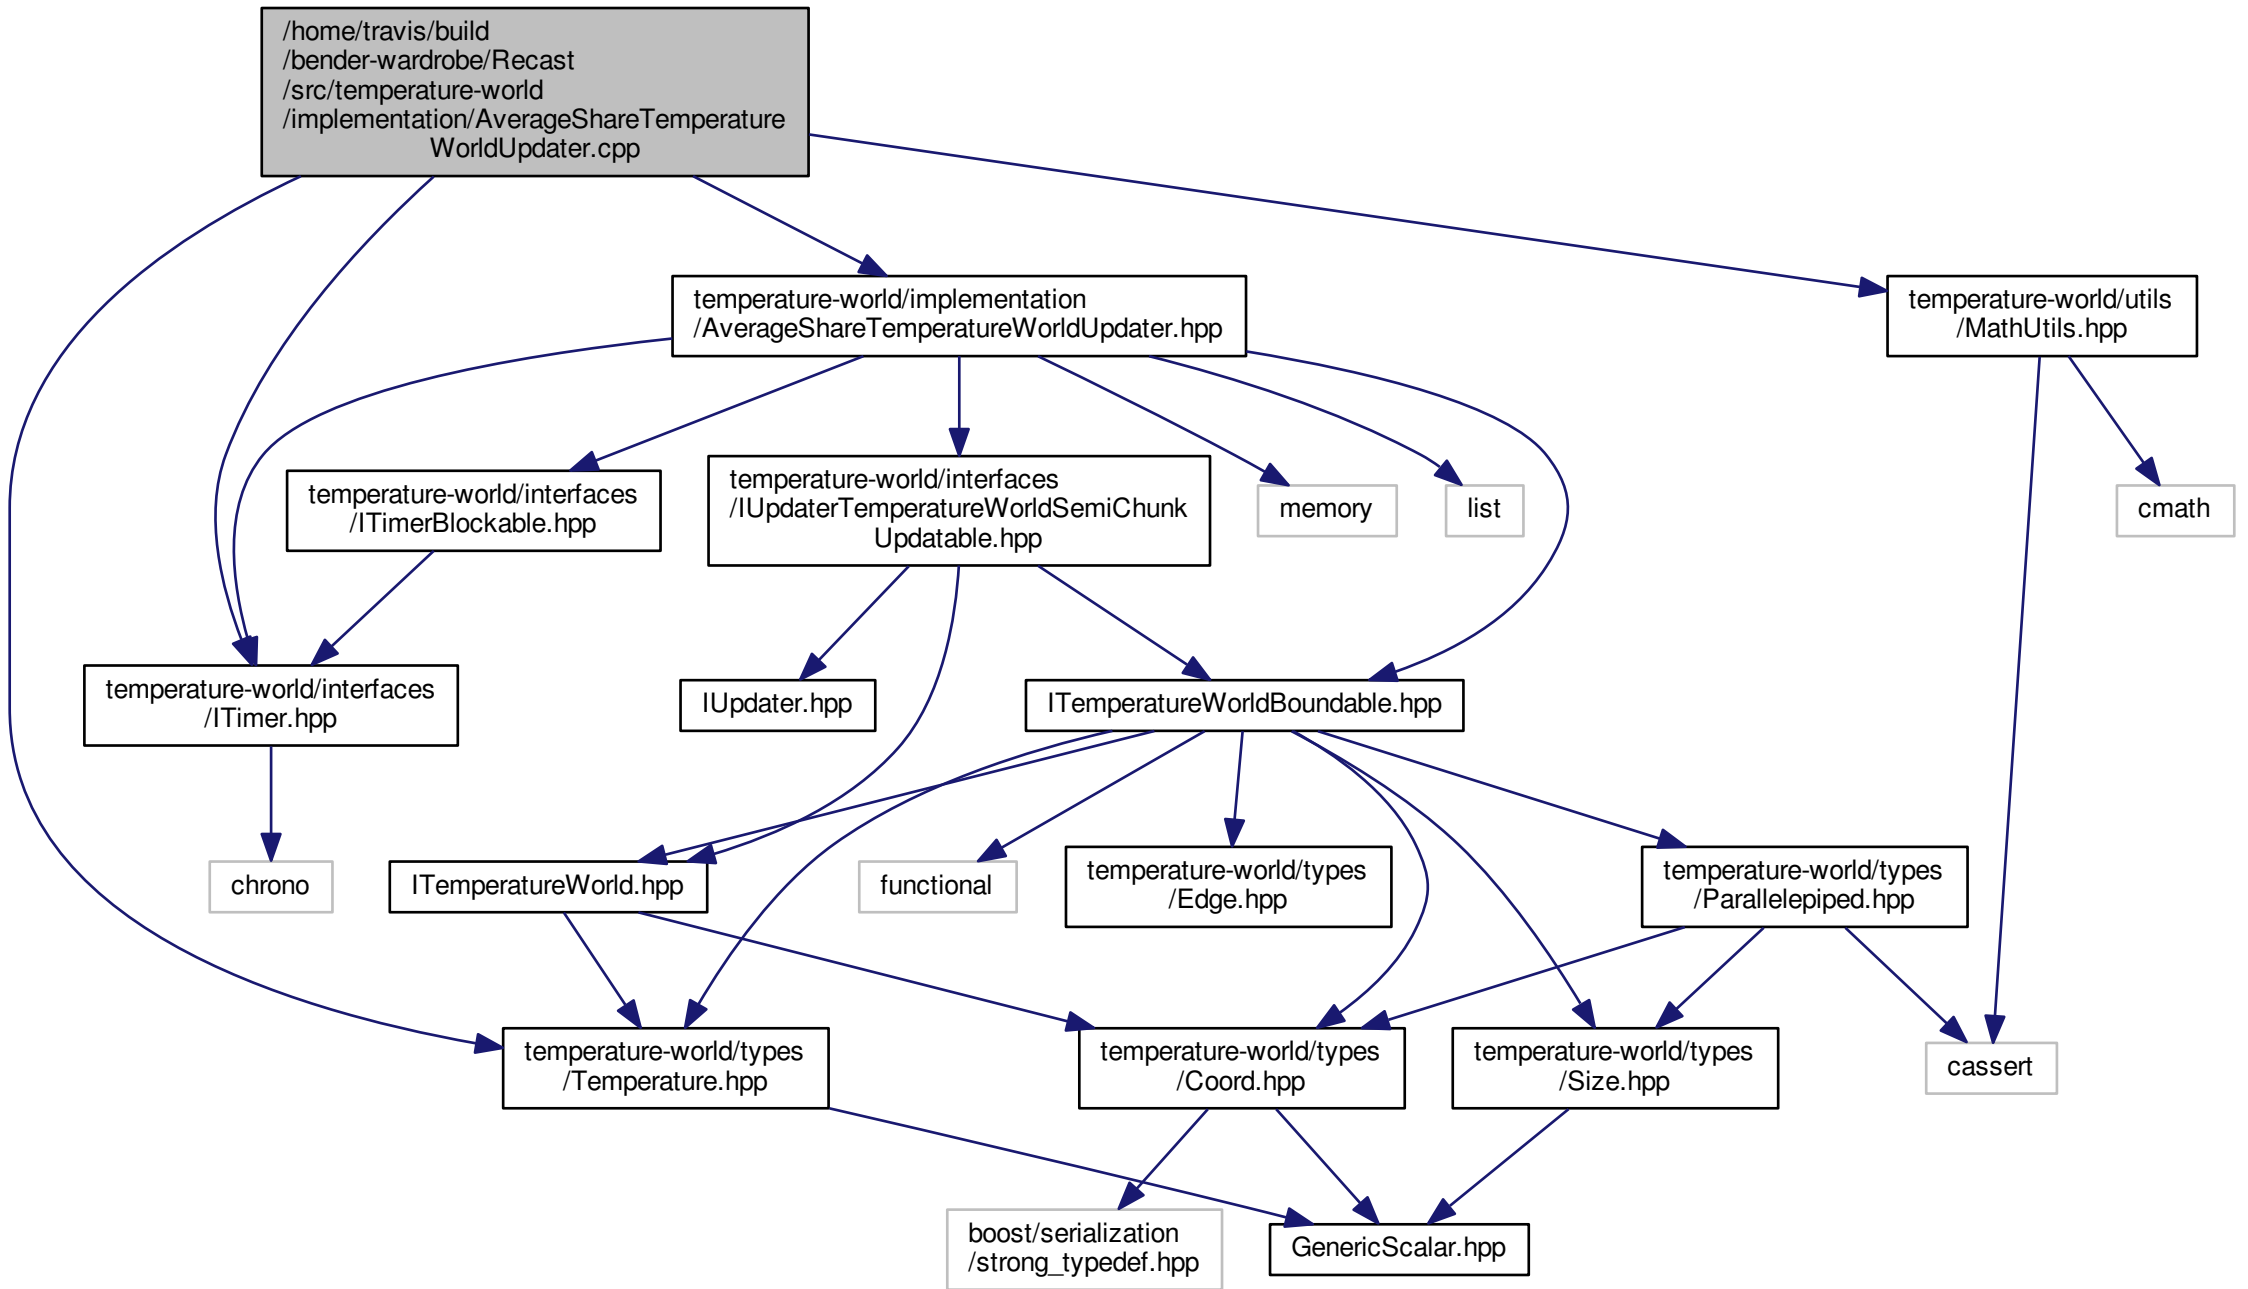 /home/travis/build
/bender-wardrobe/Recast
/src/temperature-world
/implementation/AverageShareTemperature
WorldUpdater.cpp
temperature-world/implementation
/AverageShareTemperatureWorldUpdater.hpp
temperature-world/utils
/MathUtils.hpp
temperature-world/interfaces
/ITimerBlockable.hpp
temperature-world/interfaces
/IUpdaterTemperatureWorldSemiChunk
Updatable.hpp
memory
list
cmath
temperature-world/interfaces
/ITimer.hpp
IUpdater.hpp
ITemperatureWorldBoundable.hpp
chrono
ITemperatureWorld.hpp
functional
temperature-world/types
/Edge.hpp
temperature-world/types
/Parallelepiped.hpp
temperature-world/types
/Temperature.hpp
temperature-world/types
/Coord.hpp
temperature-world/types
/Size.hpp
cassert
boost/serialization
/strong_typedef.hpp
GenericScalar.hpp